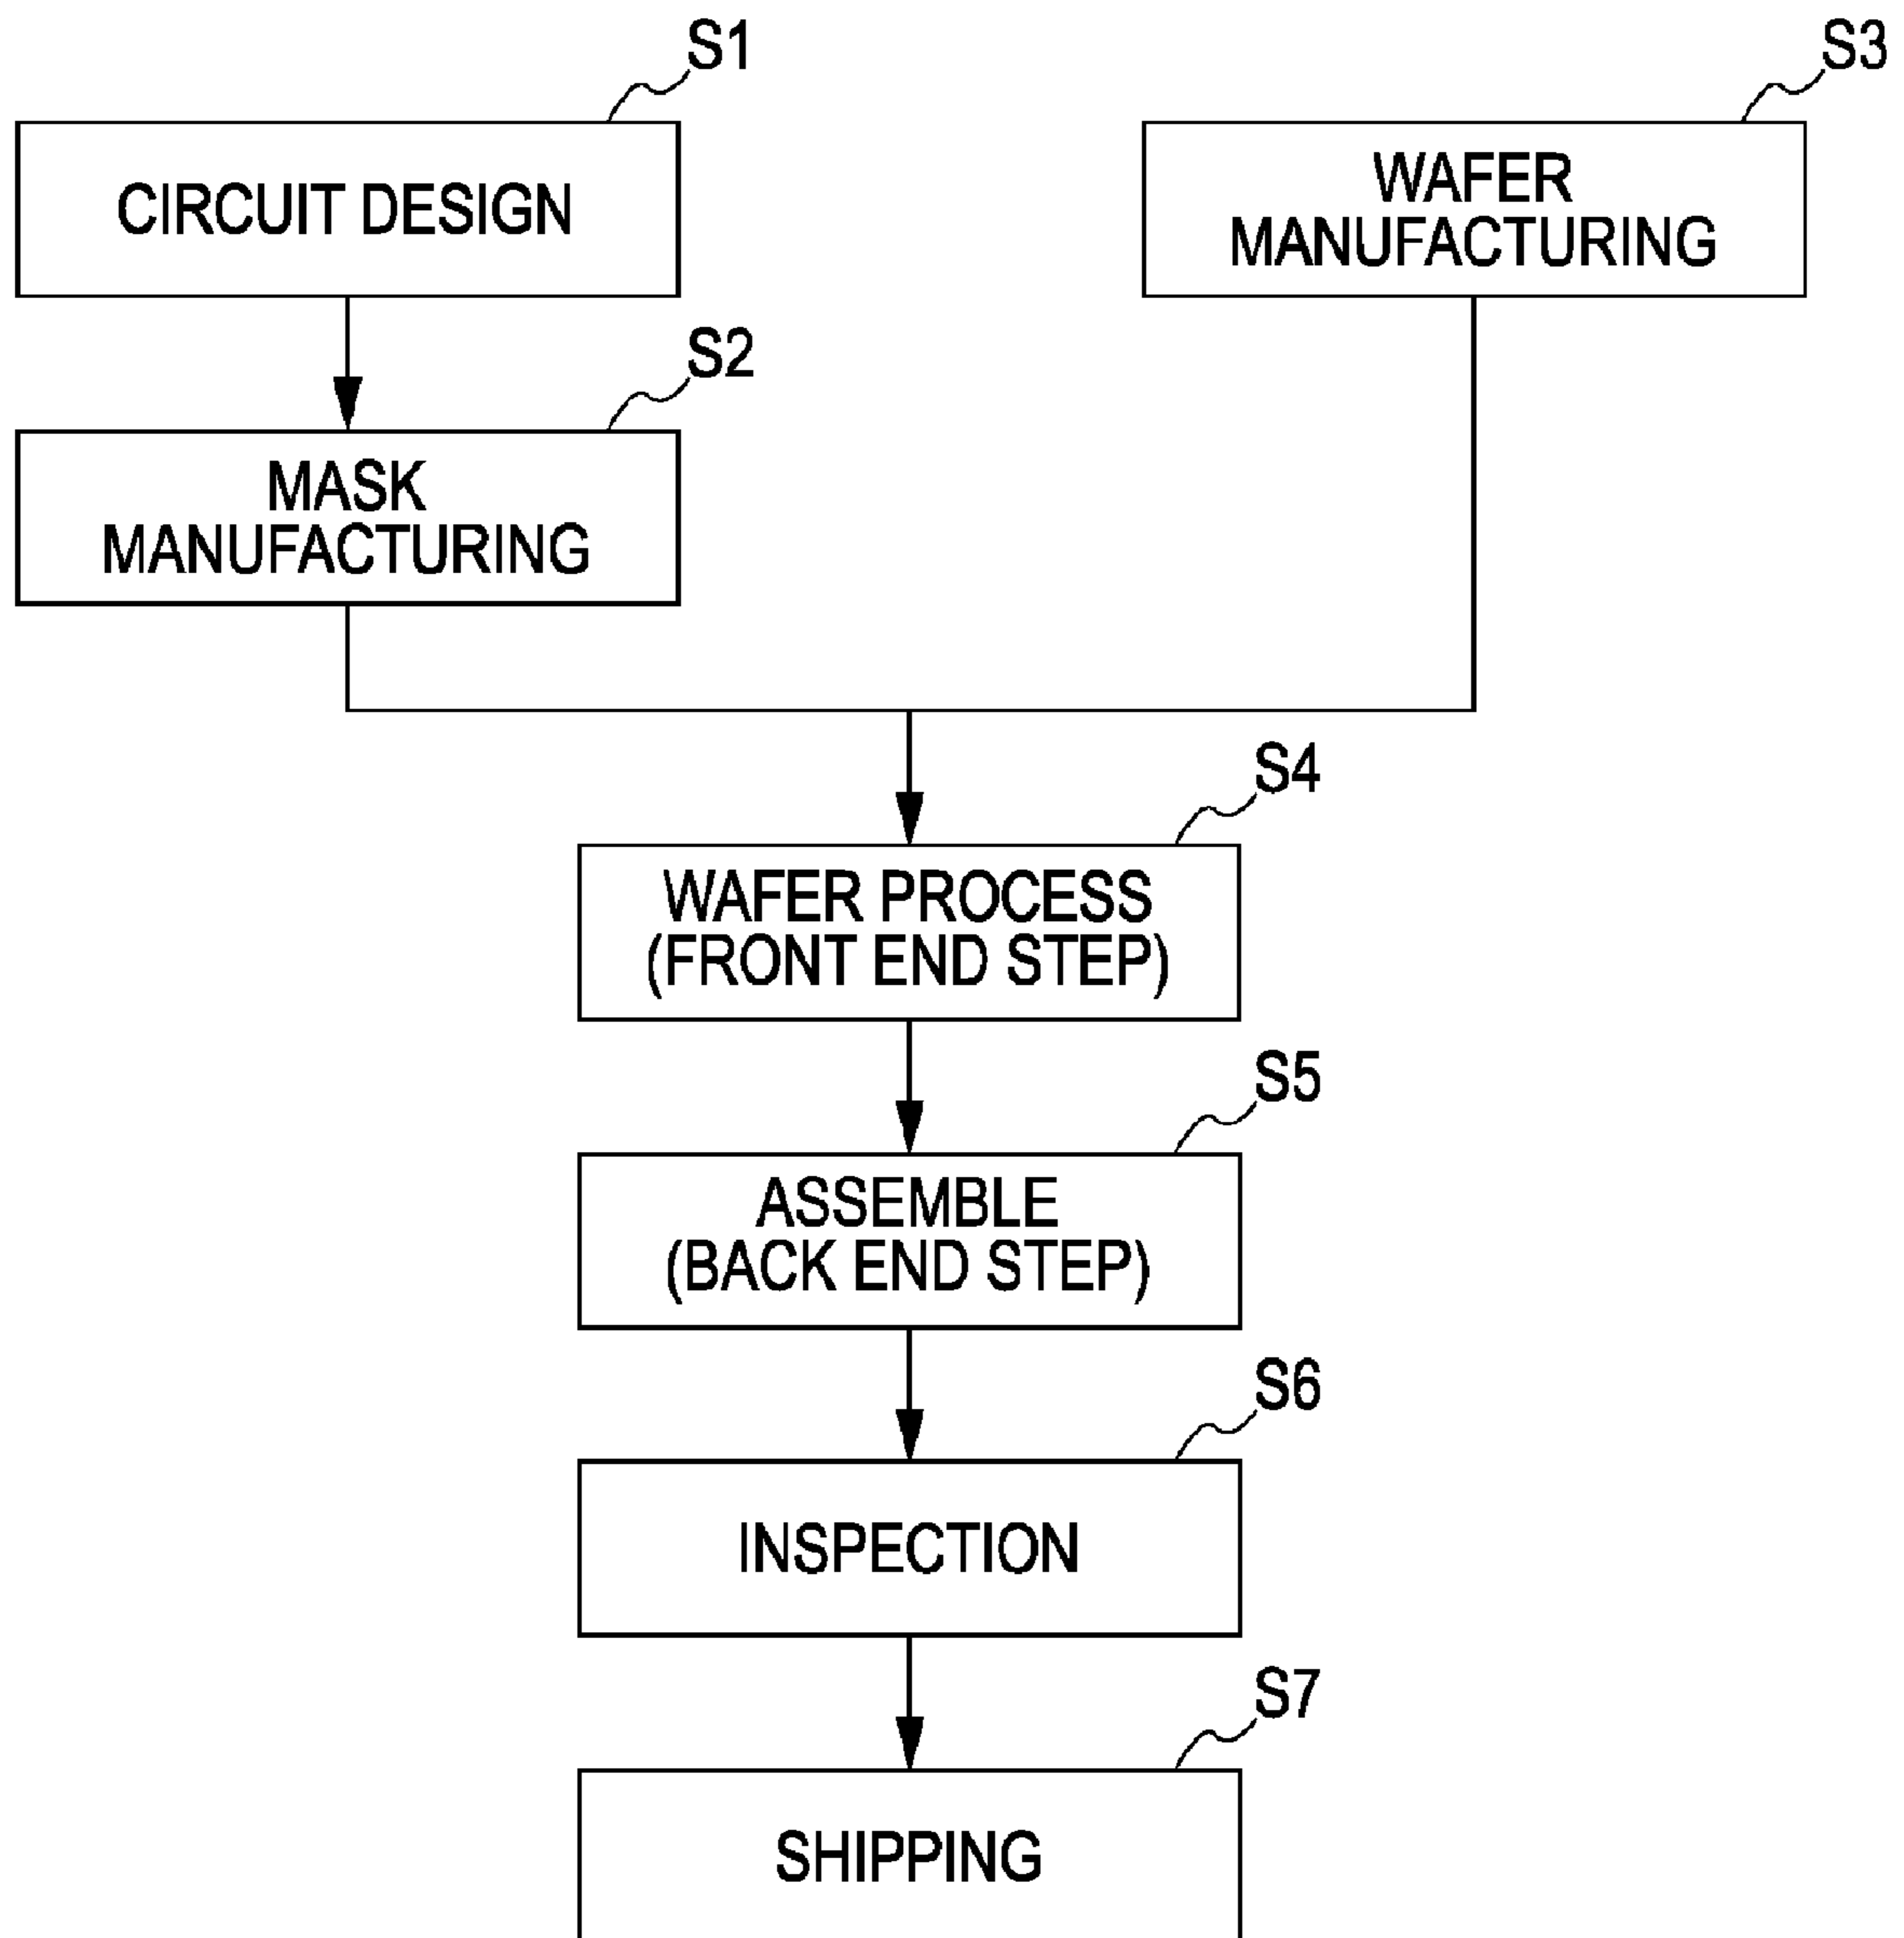 S1
CIRCUIT DESIGN
S3
WAFER
MANUFACTURING
S2
MASK
MANUFACTURING
S4
WAFER PROCESS
(FRONT END STEP)
S5
ASSEMBLE
(BACK END STEP)
S6
INSPECTION
S7
SHIPPING